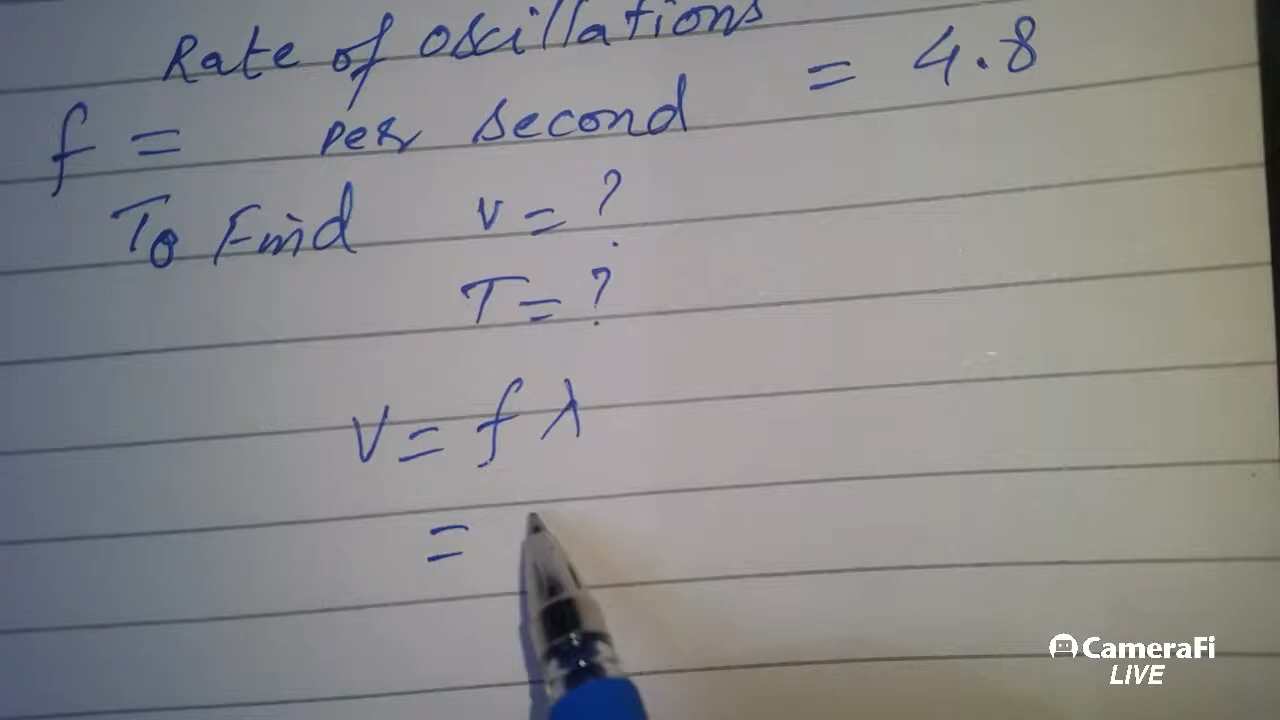 Rate of oscillations
f = per second = 4.8
To Find v = ?
T = ?
V = f λ
=
CameraFi
LIVE